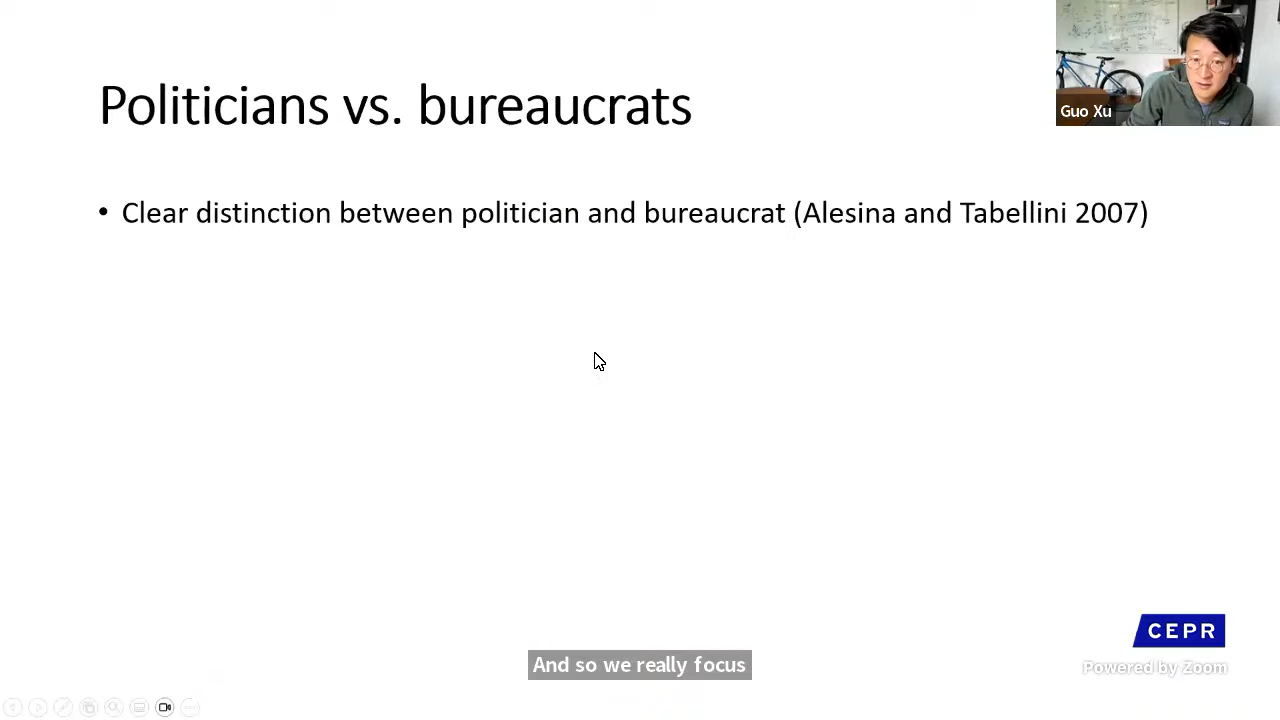 Politicians vs. bureaucrats
Guo Xu
• Clear distinction between politician and bureaucrat (Alesina and Tabellini 2007)
CEPR
And so we really focus
Powered by Zoom